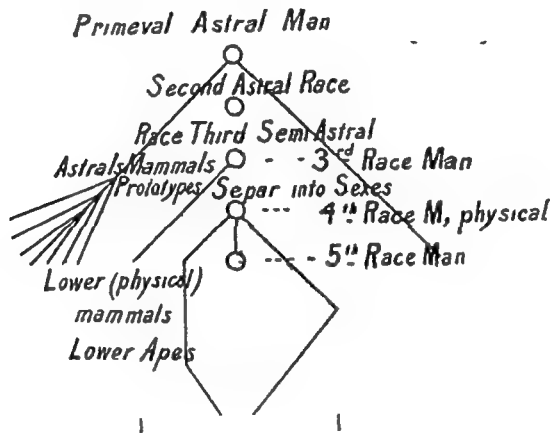 Primeval Astral Man
Second Astral Race
Race Third Semi Astral
Astrals Mammals - - 3rd Race Man
Prototypes Separ into Sexes
---- 4th Race M, physical
---- 5th Race Man
Lower (physical)
mammals
Lower Apes